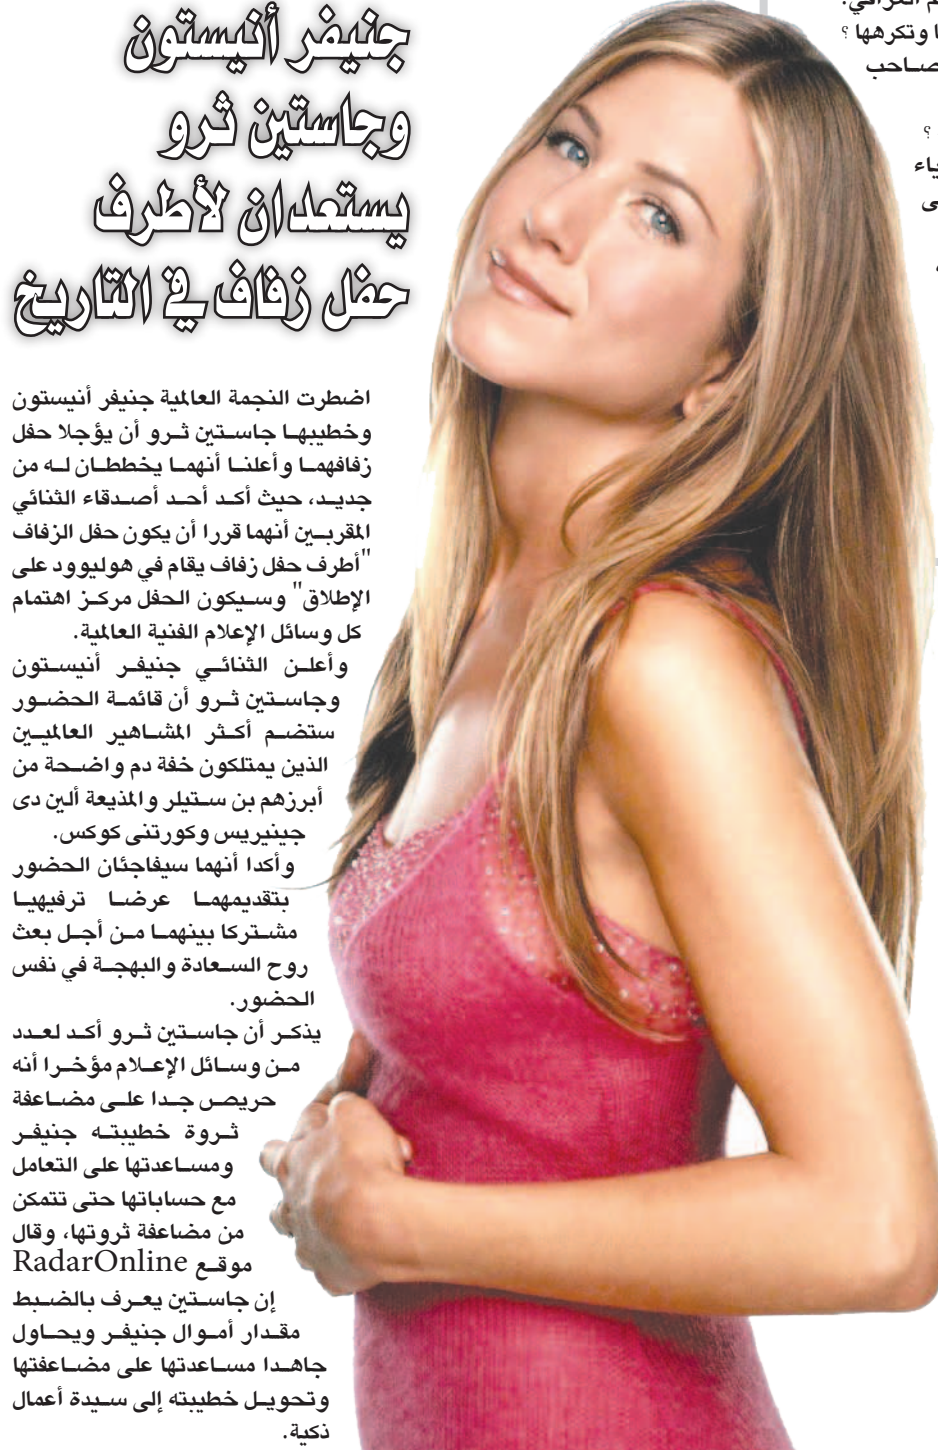 جنيفر أنيستون
وجاستين ثرو
يستعدان لأطرف
حفل زفاف في التاريخ
اضطرت النجمة العالمية جنيفر أنيستون
وخطيبها جاستين ثرو أن يؤجلا حفل
زفافهما وأعلنا أنهما يخططان له من
جديد، حيث أكد أحد أصدقاء الثنائي
المقربين أنهما قررا أن يكون حفل الزفاف
"أطرف حفل زفاف يقام في هوليوود على
الإطلاق" وسيكون الحفل مركز اهتمام
كل وسائل الإعلام الفنية العالمية.
وأعلن الثنائي جنيفر أنيستون
وجاستين ثرو أن قائمة الحضور
ستضم أكثر المشاهير العالميين
الذين يمتلكون خفة دم واضحة من
أبرزهم بن ستيلر والمذيعة ألين دى
جينيريس وكورتنى كوكس.
وأكدا أنهما سيفاجئان الحضور
بتقديمهما عرضا ترفيهيا
مشتركا بينهما من أجل بعث
روح السعادة والبهجة في نفس
الحضور.
يذكر أن جاستين ثرو أكد لعدد
من وسائل الإعلام مؤخرا أنه
حريص جدا على مضاعفة
ثروة خطيبته جنيفر
ومساعدتها على التعامل
مع حساباتها حتى تتمكن
من مضاعفة ثروتها، وقال
موقع RadarOnline
إن جاستين يعرف بالضبط
مقدار أموال جنيفر ويحاول
جاهدا مساعدتها على مضاعفتها
وتحويل خطيبته إلى سيدة أعمال
ذكية.
وتكرهها ؟
صاحب
؟